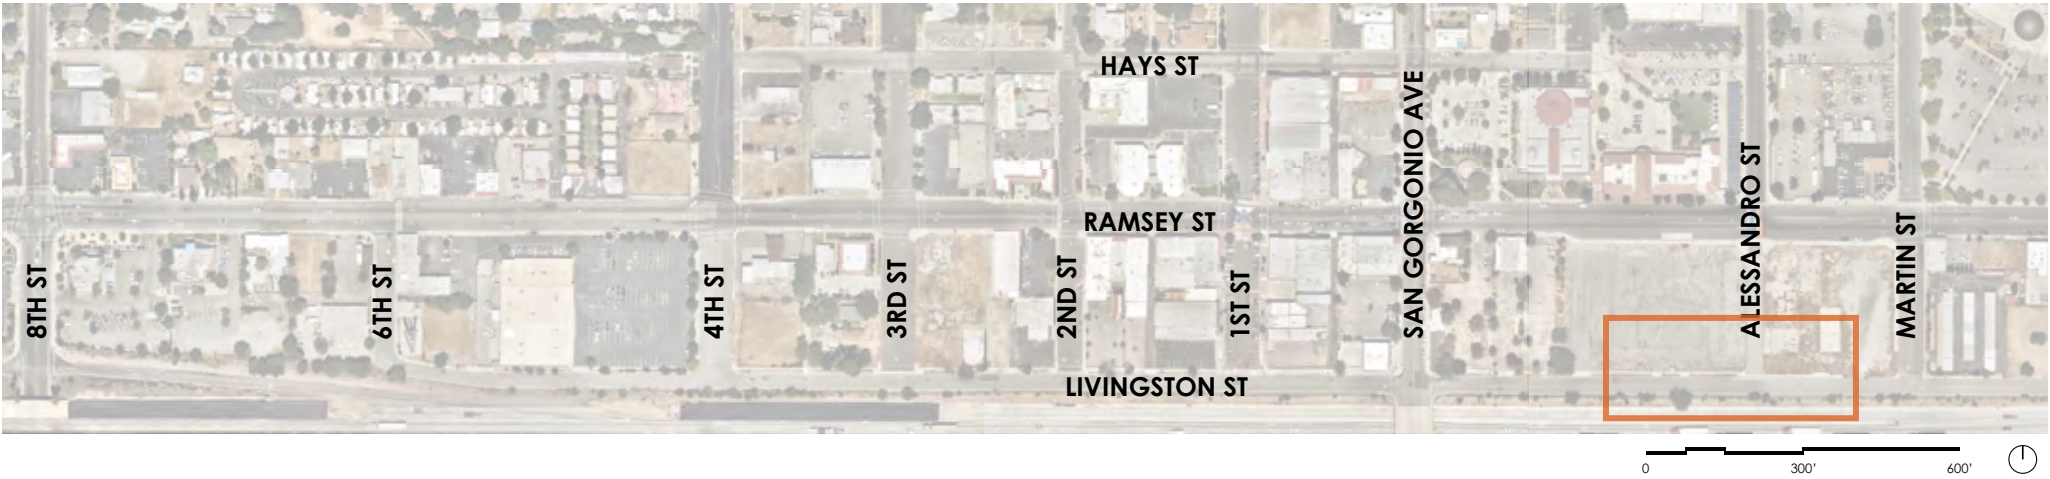 HAYS ST
SAN GORGONIO AVE
ALESSANDRO ST
RAMSEY ST
MARTIN ST
8TH ST
6TH ST
4TH ST
3RD ST
2ND ST
1ST ST
LIVINGSTON ST
0
300'
600'